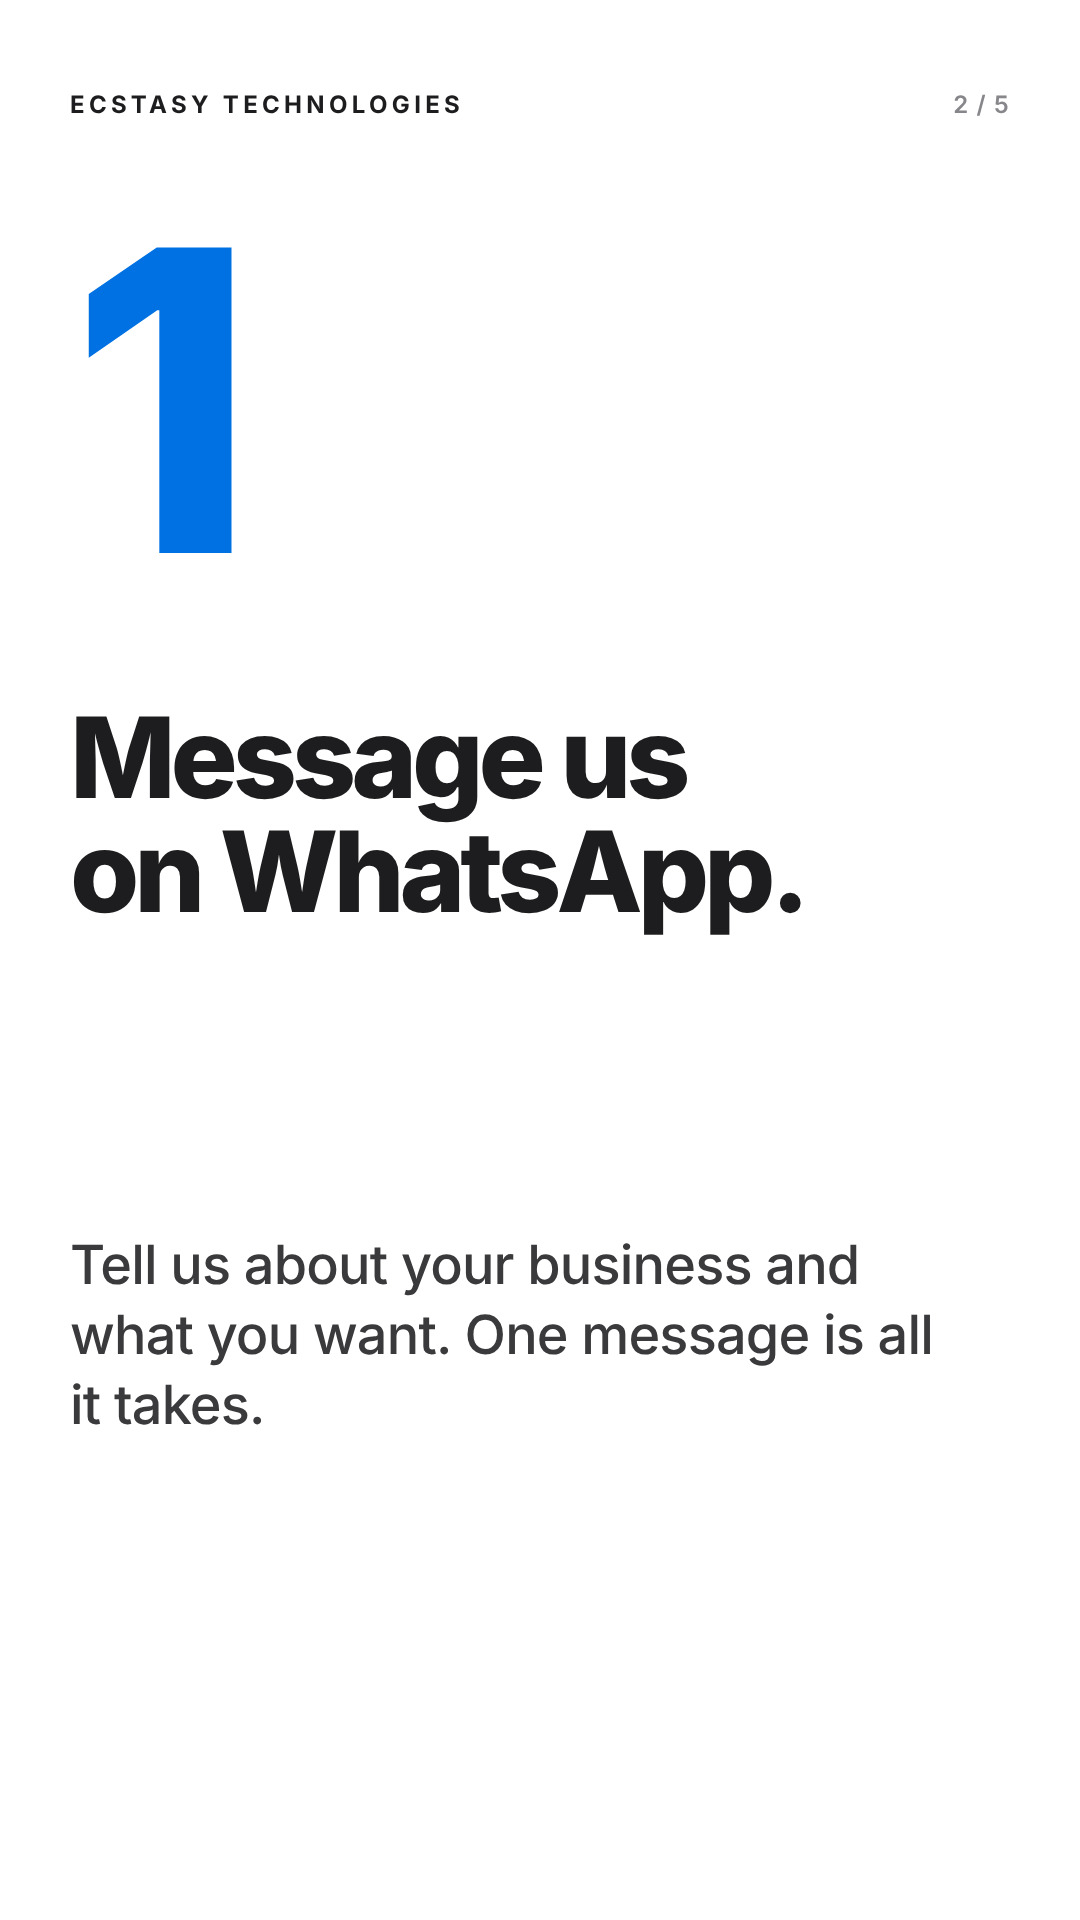 ECSTASY TECHNOLOGIES
2 / 5
1
Message us
on WhatsApp.
Tell us about your business and
what you want. One message is all
it takes.